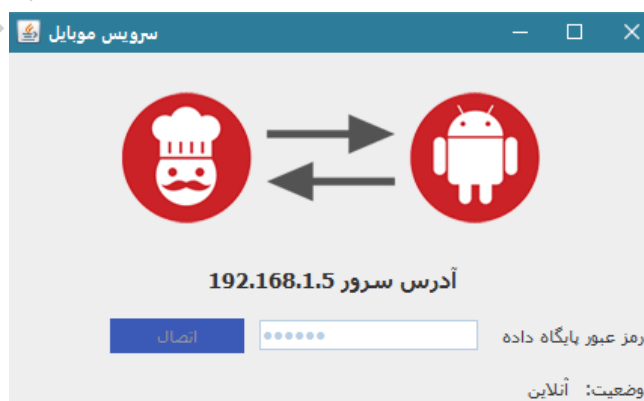 سرویس موبایل
آدرس سرور 192.168.1.5
رمز عبور پایگاه داده
اتصال
وضعیت: آنلاین